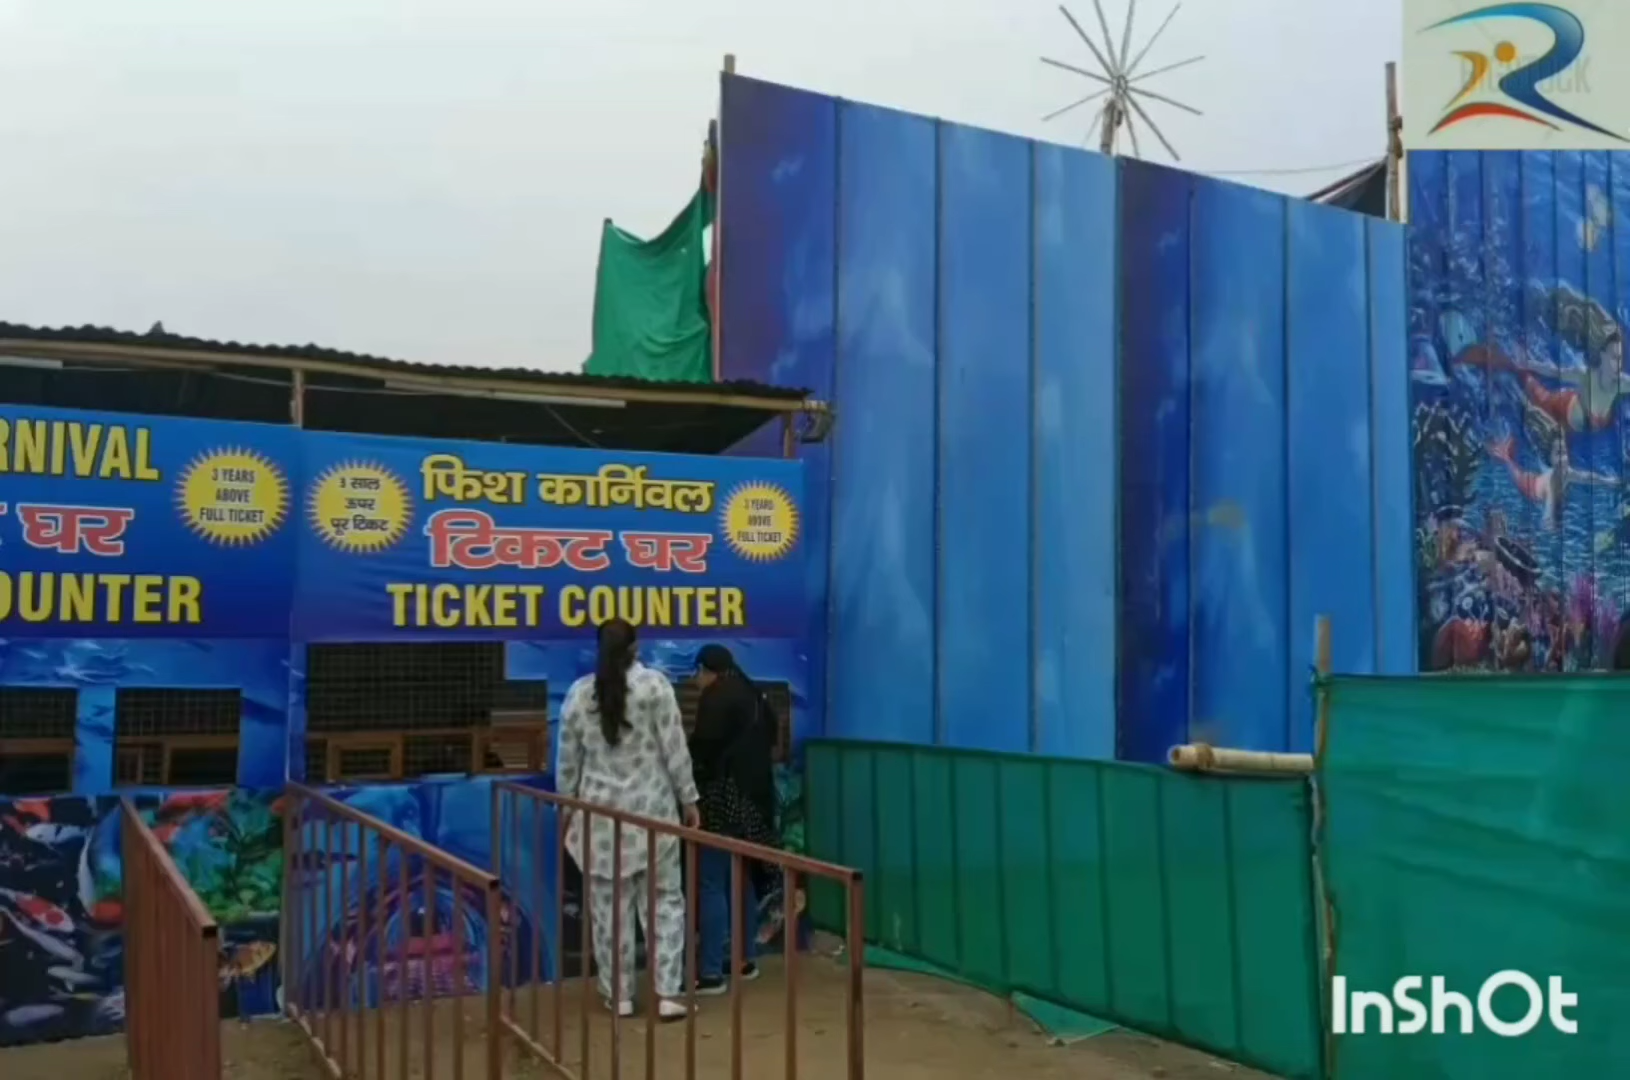 RNIVAL
3 YEARS
ABOVE
FULL TICKET
घर
OUNTER
3 साल
ऊपर
पूर टिकट
फिश कार्निवल
3 YEARS
ABOVE
FULL TICKET
टिकट घर
TICKET COUNTER
InShOt